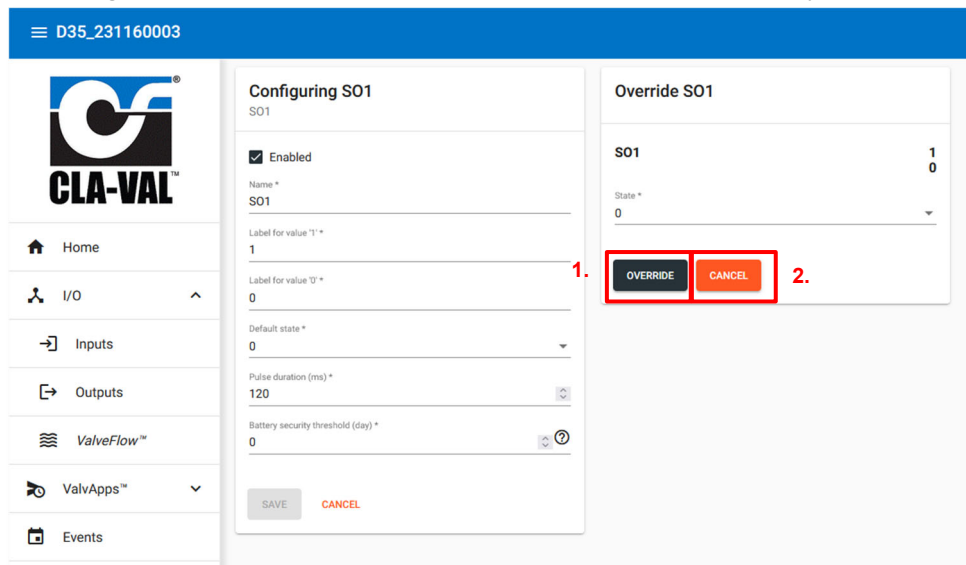 D35_231160003
CLA-VAL™
Home
I/O
Inputs
Outputs
ValveFlow™
ValvApps™
Events
Configuring SO1
SO1
Enabled
Name *
SO1
Label for value '1' *
1
Label for value '0' *
0
Default state *
0
Pulse duration (ms) *
120
Battery security threshold (day) *
0
SAVE CANCEL
Override SO1
SO1 1
0
State *
0
1. OVERRIDE CANCEL 2.